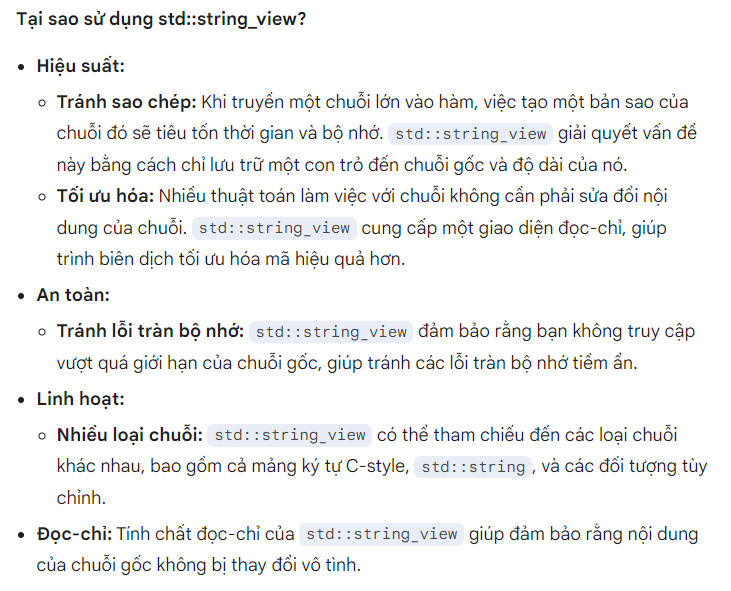 Tại sao sử dụng std::string_view?
• Hiệu suất:
○ Tránh sao chép: Khi truyền một chuỗi lớn vào hàm, việc tạo một bản sao của
chuỗi đó sẽ tiêu tốn thời gian và bộ nhớ. std::string_view giải quyết vấn đề
này bằng cách chỉ lưu trữ một con trỏ đến chuỗi gốc và độ dài của nó.
○ Tối ưu hóa: Nhiều thuật toán làm việc với chuỗi không cần phải sửa đổi nội
dung của chuỗi. std::string_view cung cấp một giao diện đọc-chỉ, giúp
trình biên dịch tối ưu hóa mã hiệu quả hơn.
• An toàn:
○ Tránh lỗi tràn bộ nhớ: std::string_view đảm bảo rằng bạn không truy cập
vượt quá giới hạn của chuỗi gốc, giúp tránh các lỗi tràn bộ nhớ tiềm ẩn.
• Linh hoạt:
○ Nhiều loại chuỗi: std::string_view có thể tham chiếu đến các loại chuỗi
khác nhau, bao gồm cả mảng ký tự C-style, std::string, và các đối tượng tùy
chỉnh.
• Đọc-chỉ: Tính chất đọc-chỉ của std::string_view giúp đảm bảo rằng nội dung
của chuỗi gốc không bị thay đổi vô tình.